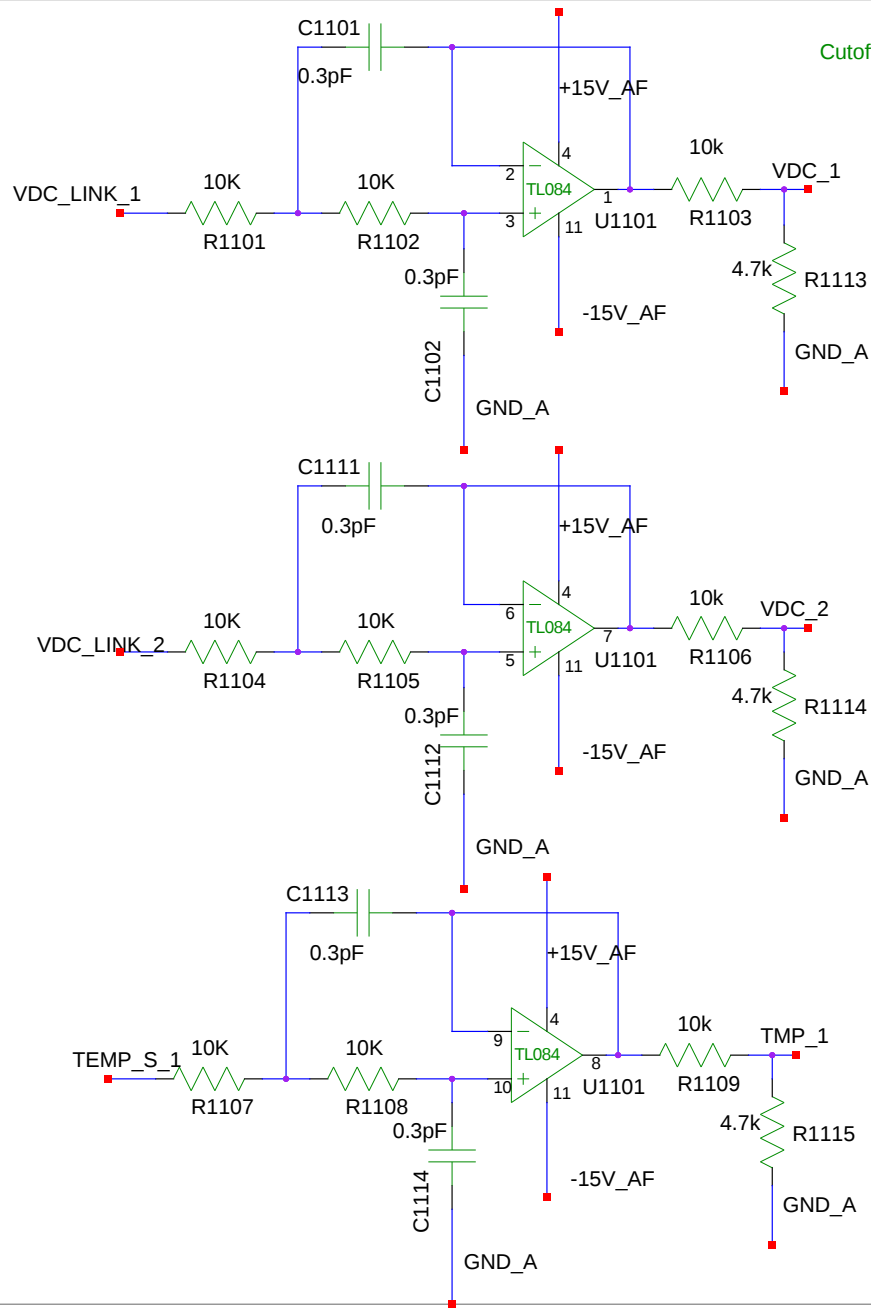 C1101
0.3pF
Cutof
+15V_AF
10K
10K
VDC_LINK_1
R1101
R1102
2
3
4
TL084
11
1
U1101
10k
R1103
VDC_1
4.7k
R1113
GND_A
0.3pF
C1102
-15V_AF
GND_A
C1111
0.3pF
+15V_AF
10K
10K
VDC_LINK_2
R1104
R1105
6
5
4
TL084
11
7
U1101
10k
R1106
VDC_2
4.7k
R1114
GND_A
0.3pF
C1112
-15V_AF
GND_A
C1113
0.3pF
+15V_AF
10K
10K
TEMP_S_1
R1107
R1108
9
10
4
TL084
11
8
U1101
10k
R1109
TMP_1
4.7k
R1115
GND_A
0.3pF
C1114
-15V_AF
GND_A